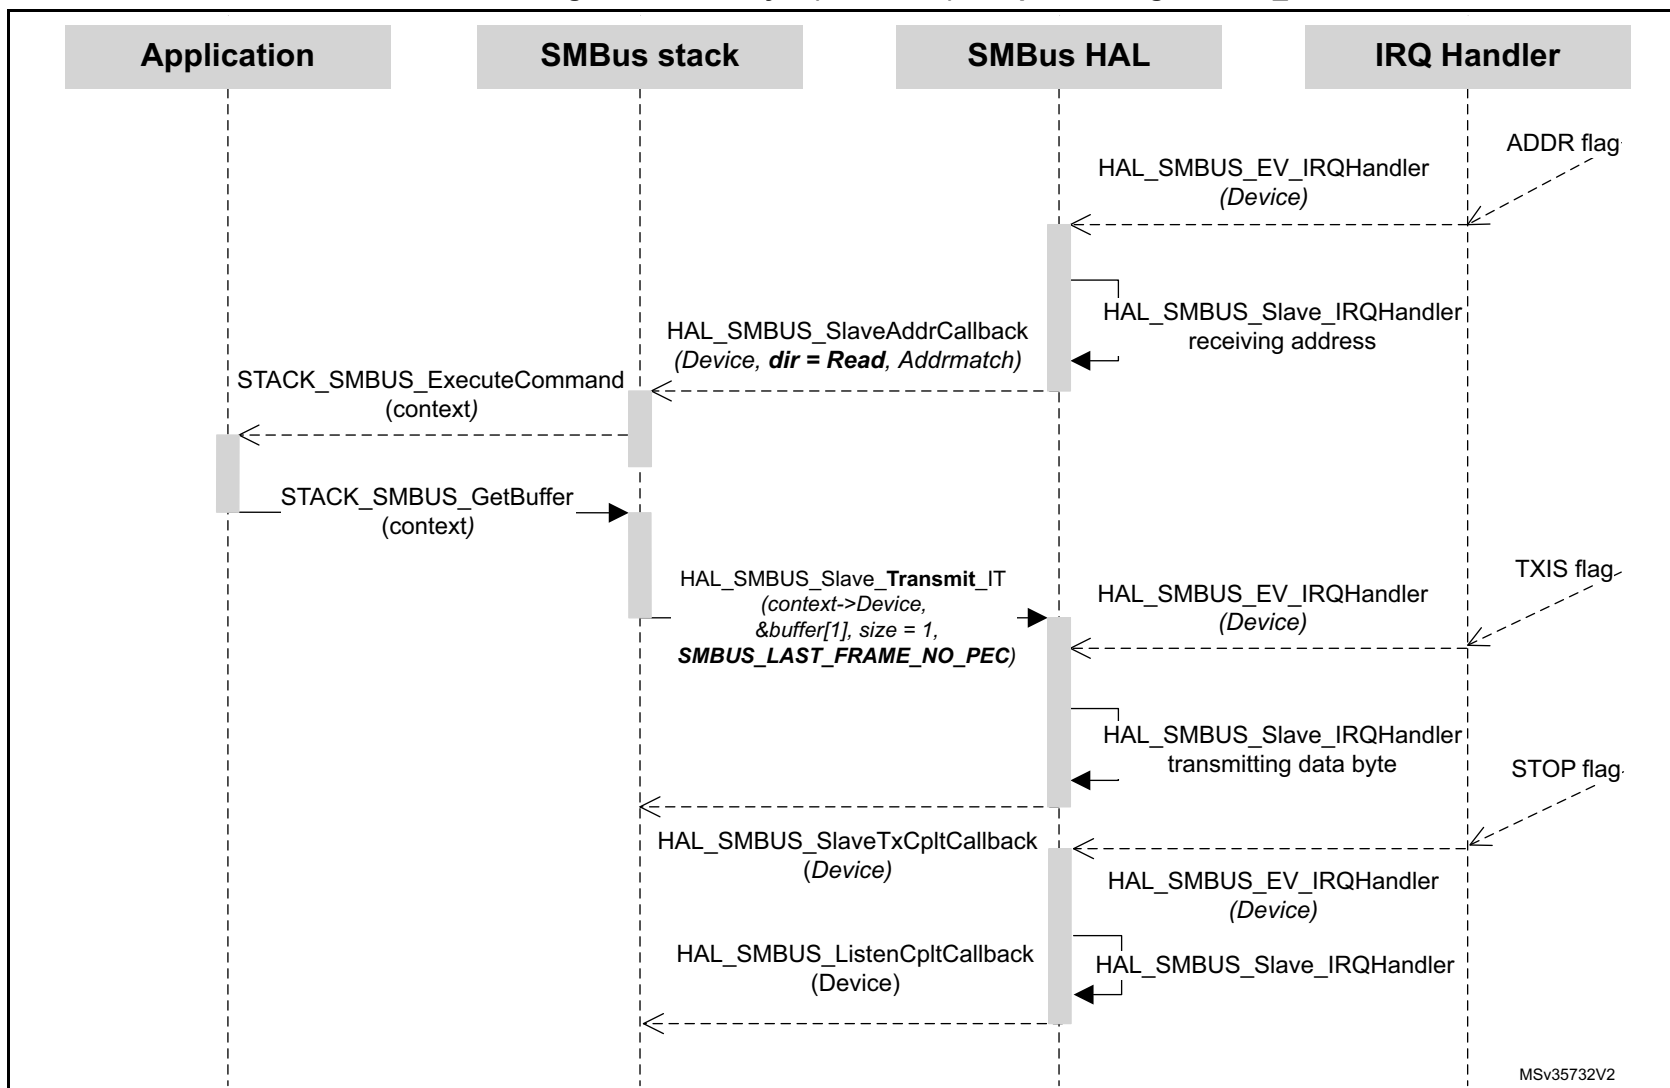 Application
SMBus stack
SMBus HAL
IRQ Handler
ADDR flag
HAL_SMBUS_EV_IRQHandler
(Device)
HAL_SMBUS_Slave_IRQHandler
receiving address
HAL_SMBUS_SlaveAddrCallback
(Device, dir = Read, Addrmatch)
STACK_SMBUS_ExecuteCommand
(context)
STACK_SMBUS_GetBuffer
(context)
HAL_SMBUS_Slave_Transmit_IT
(context->Device,
&buffer[1], size = 1,
SMBUS_LAST_FRAME_NO_PEC)
TXIS flag
HAL_SMBUS_EV_IRQHandler
(Device)
HAL_SMBUS_Slave_IRQHandler
transmitting data byte
STOP flag
HAL_SMBUS_SlaveTxCpltCallback
(Device)
HAL_SMBUS_EV_IRQHandler
(Device)
HAL_SMBUS_ListenCpltCallback
(Device)
HAL_SMBUS_Slave_IRQHandler
MSv35732V2